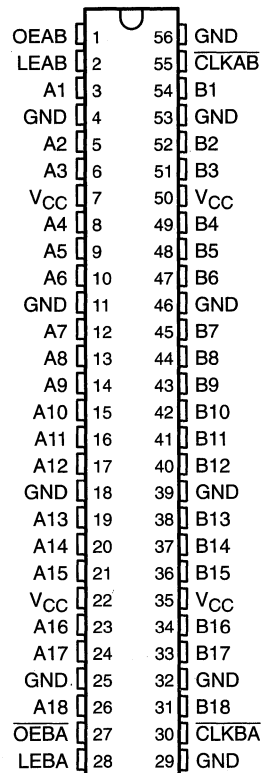 OEAB 1 56 GND
LEAB 2 55 C̅L̅K̅A̅B̅
A1 3 54 B1
GND 4 53 GND
A2 5 52 B2
A3 6 51 B3
VCC 7 50 VCC
A4 8 49 B4
A5 9 48 B5
A6 10 47 B6
GND 11 46 GND
A7 12 45 B7
A8 13 44 B8
A9 14 43 B9
A10 15 42 B10
A11 16 41 B11
A12 17 40 B12
GND 18 39 GND
A13 19 38 B13
A14 20 37 B14
A15 21 36 B15
VCC 22 35 VCC
A16 23 34 B16
A17 24 33 B17
GND 25 32 GND
A18 26 31 B18
O̅E̅B̅A̅ 27 30 C̅L̅K̅B̅A̅
LEBA 28 29 GND